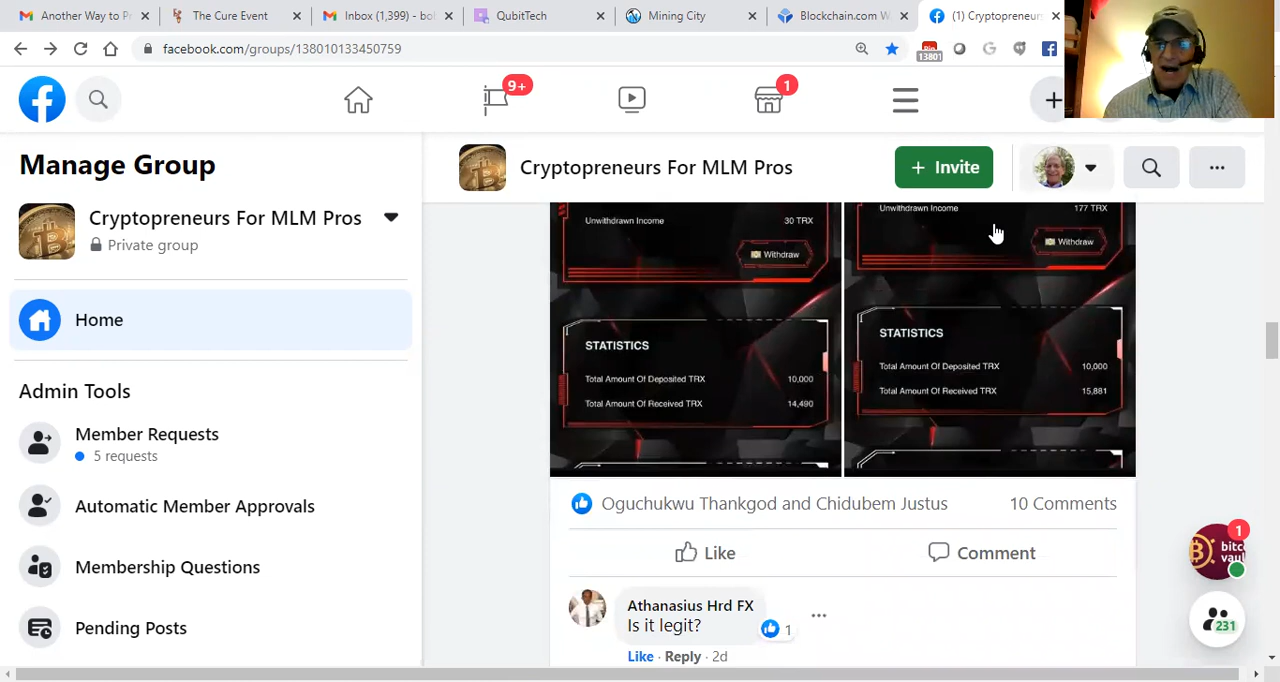 Another Way to P
The Cure Event
Inbox (1,399) - bo
QubitTech
Mining City
Blockchain.com W
(1) Cryptopreneur
facebook.com/groups/138010133450759
13801
9+
1
Manage Group
Cryptopreneurs For MLM Pros
Private group
Home
Admin Tools
Member Requests
5 requests
Automatic Member Approvals
Membership Questions
Pending Posts
Cryptopreneurs For MLM Pros
+ Invite
Unwithdrawn Income 30 TRX
Withdraw
STATISTICS
Total Amount Of Deposited TRX 10,000
Total Amount Of Received TRX 14,490
Unwithdrawn Income 177 TRX
Withdraw
STATISTICS
Total Amount Of Deposited TRX 10,000
Total Amount Of Received TRX 15,881
Oguchukwu Thankgod and Chidubem Justus 10 Comments
Like Comment
Athanasius Hrd FX
Is it legit?
1
Like · Reply · 2d
1
bitc
vaul
231